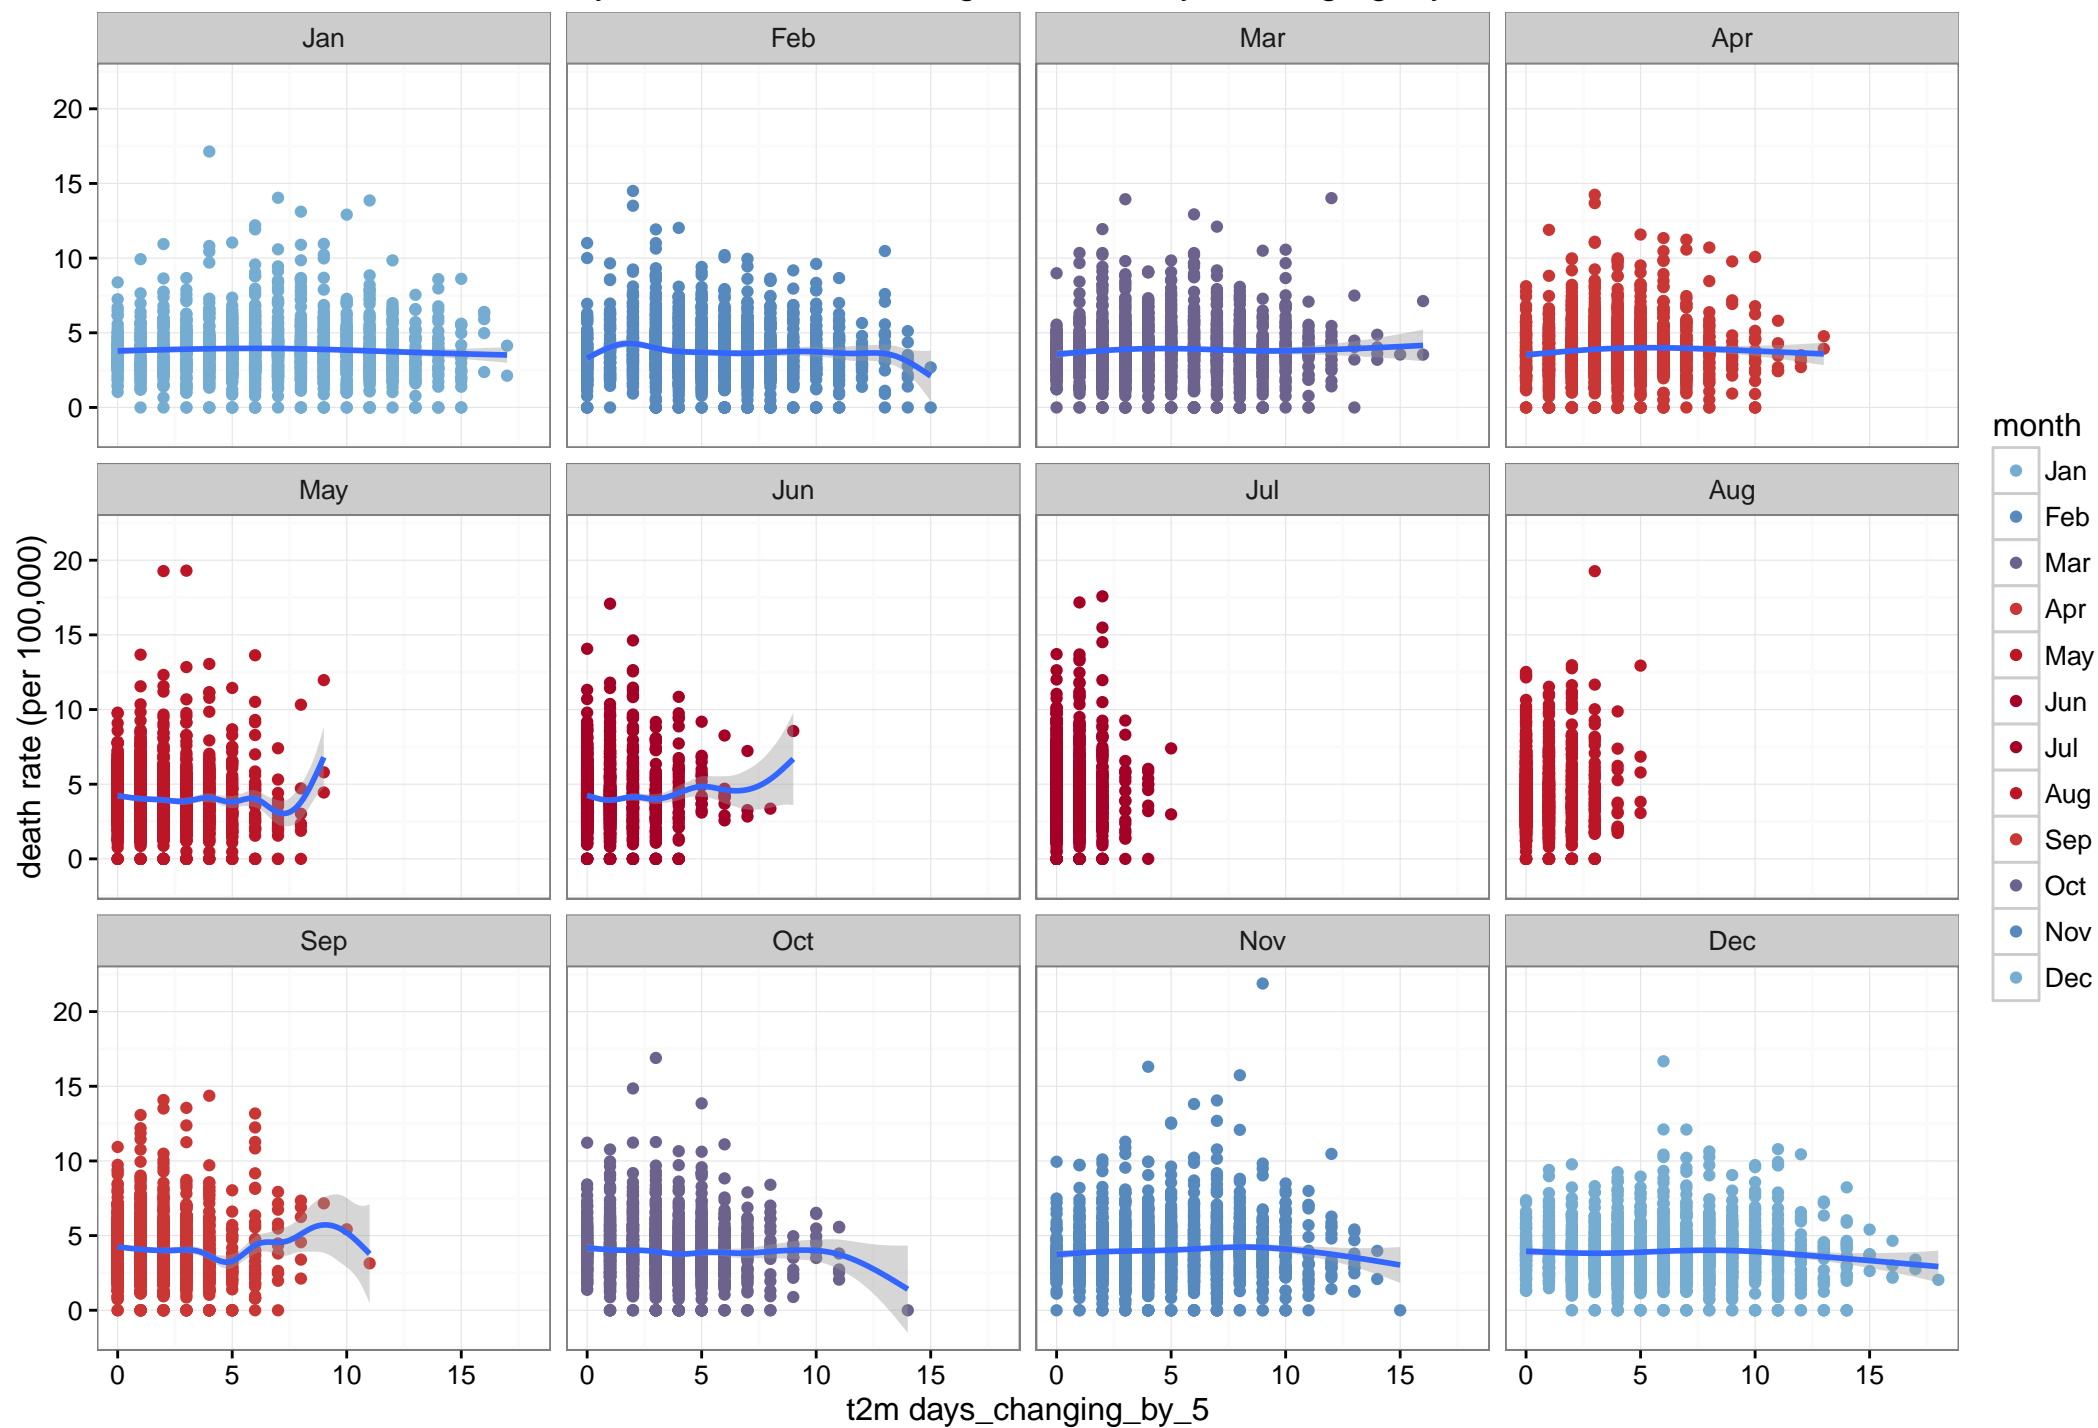 Jan Feb Mar Apr
20
15
10
5
0
May Jun Jul Aug
20
15
10
5
0
Sep Oct Nov Dec
20
15
10
5
0
0 5 10 15 0 5 10 15 0 5 10 15 0 5 10 15
t2m days_changing_by_5
death rate (per 100,000)
month
Jan
Feb
Mar
Apr
May
Jun
Jul
Aug
Sep
Oct
Nov
Dec